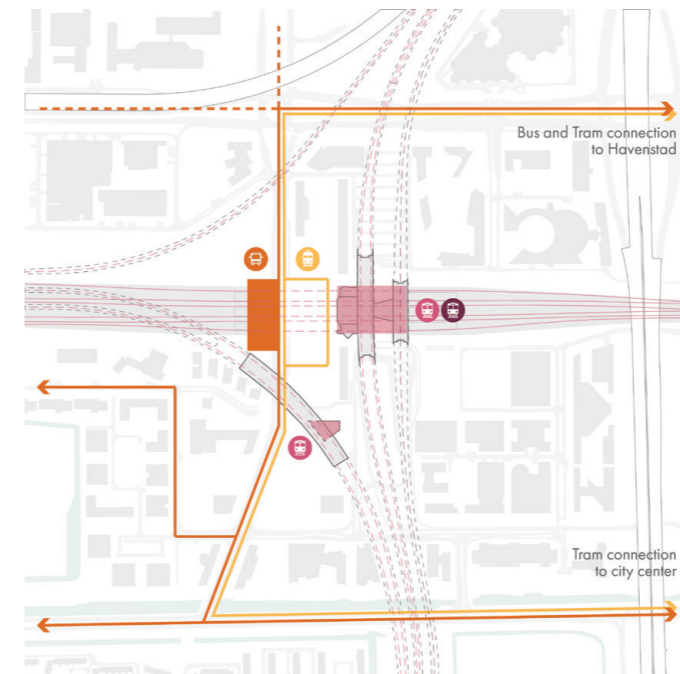 Bus and Tram connection
to Havenstad
Tram connection
to city center